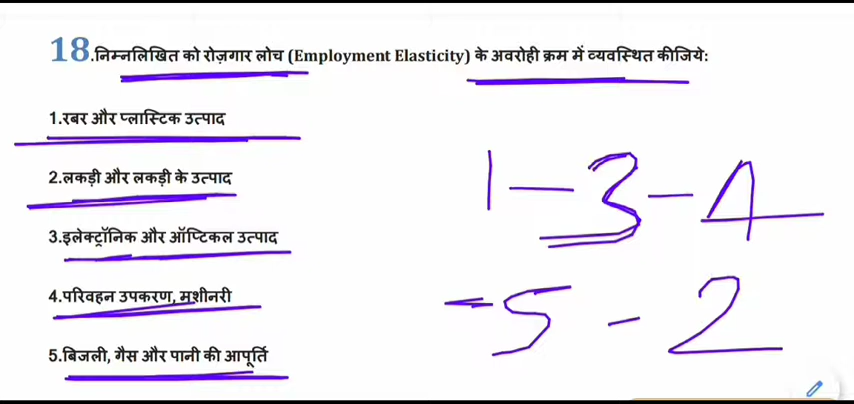 18.निम्नलिखित को रोज़गार लोच (Employment Elasticity) के अवरोही क्रम में व्यवस्थित कीजिये:
1.रबर और प्लास्टिक उत्पाद
2.लकड़ी और लकड़ी के उत्पाद
3.इलेक्ट्रॉनिक और ऑप्टिकल उत्पाद
4.परिवहन उपकरण, मशीनरी
5.बिजली, गैस और पानी की आपूर्ति
1 - 3 - 4
- 5 - 2